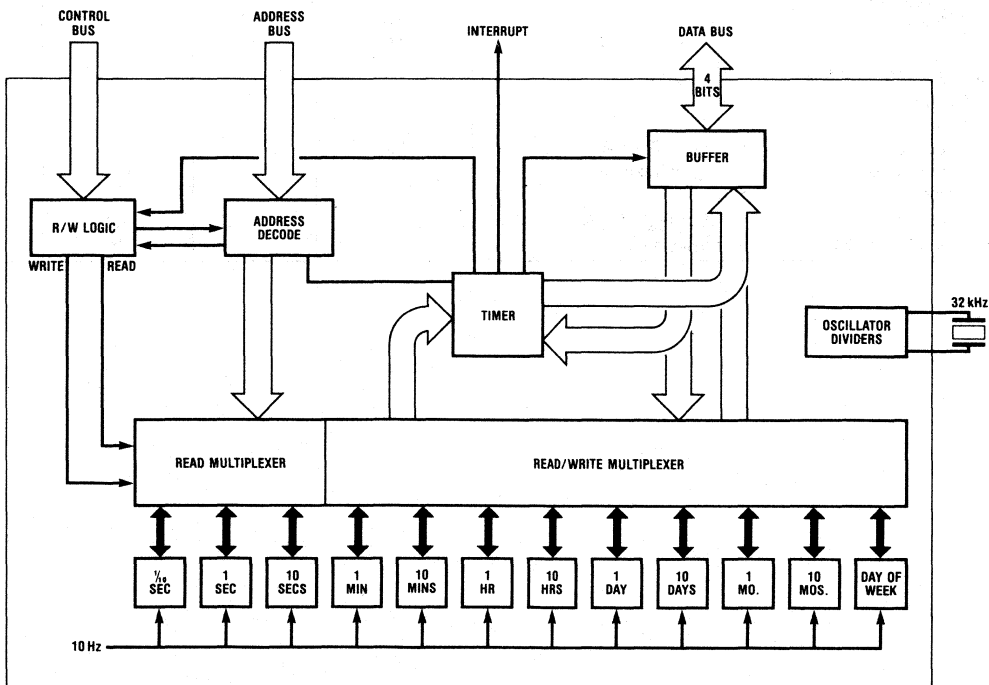 CONTROL
BUS
ADDRESS
BUS
INTERRUPT
DATA BUS
4
BITS
BUFFER
R/W LOGIC
ADDRESS
DECODE
WRITE
READ
TIMER
32 kHz
OSCILLATOR
DIVIDERS
READ MULTIPLEXER
READ/WRITE MULTIPLEXER
1/10
SEC
1
SEC
10
SECS
1
MIN
10
MINS
1
HR
10
HRS
1
DAY
10
DAYS
1
MO.
10
MOS.
DAY OF
WEEK
10 Hz